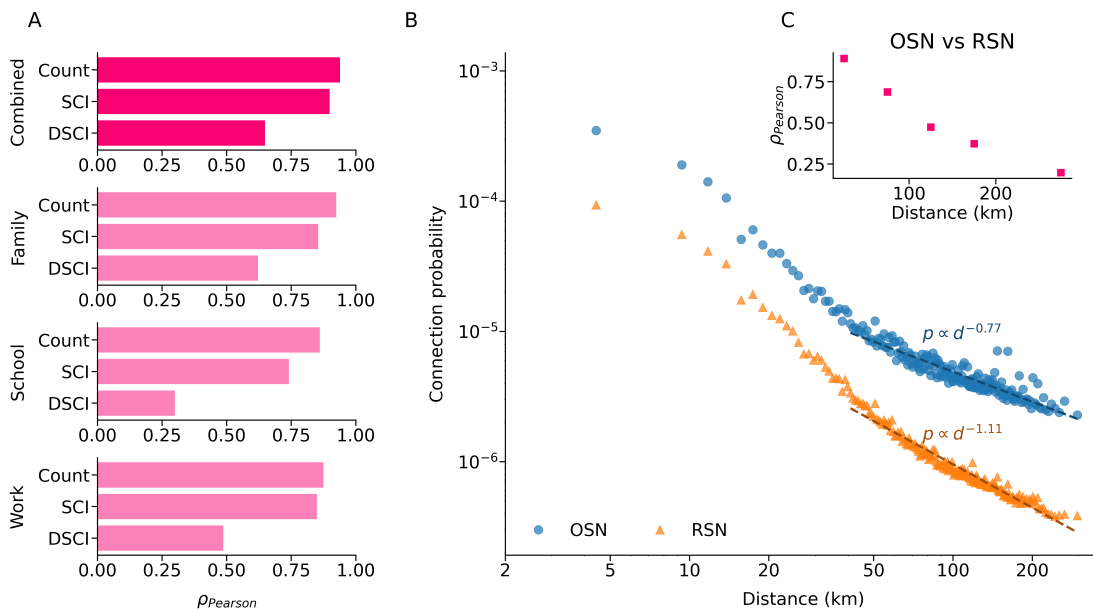 A
Combined
Count
SCI
DSCI
0.00 0.25 0.50 0.75 1.00
Family
Count
SCI
DSCI
0.00 0.25 0.50 0.75 1.00
School
Count
SCI
DSCI
0.00 0.25 0.50 0.75 1.00
Work
Count
SCI
DSCI
0.00 0.25 0.50 0.75 1.00
ρPearson
B
Connection probability
10⁻³
10⁻⁴
10⁻⁵
10⁻⁶
p ∝ d⁻⁰·⁷⁷
p ∝ d⁻¹·¹¹
OSN RSN
2 5 10 20 50 100 200
Distance (km)
C
OSN vs RSN
ρPearson
0.75
0.50
0.25
100 200
Distance (km)